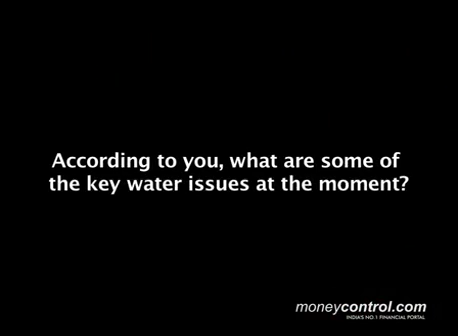 According to you, what are some of
the key water issues at the moment?
moneycontrol.com
INDIA'S NO.1 FINANCIAL PORTAL